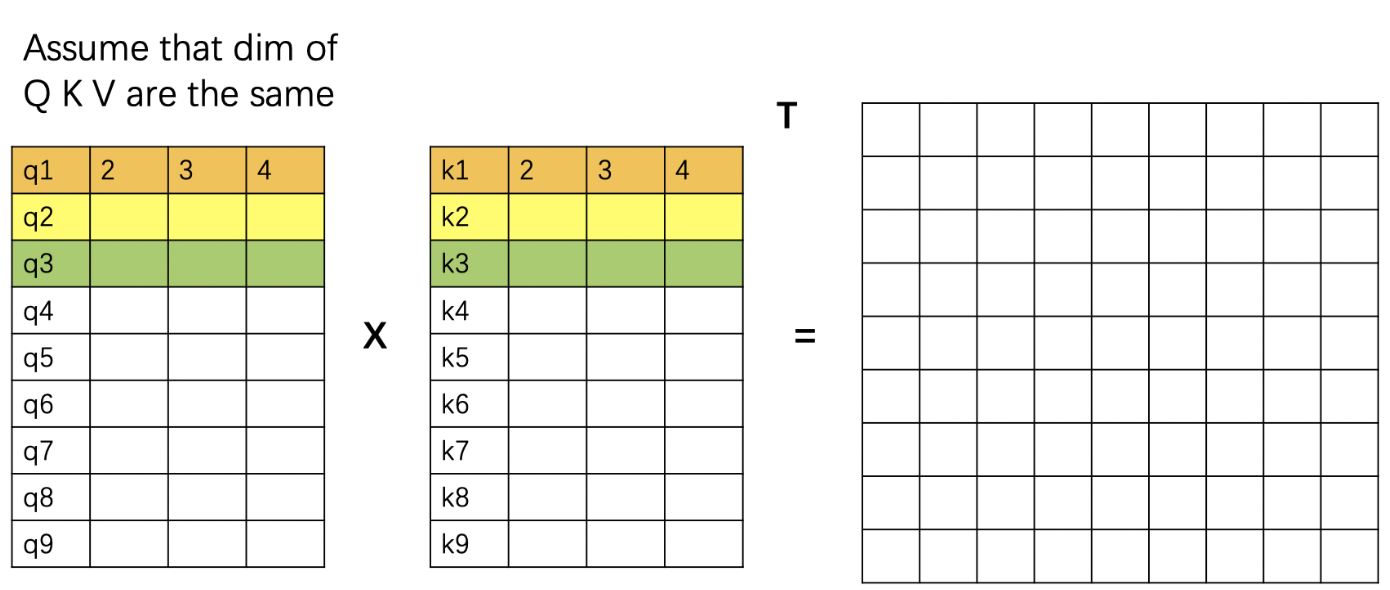 Assume that dim of
Q K V are the same
T
q1 2 3 4
q2
q3
q4
q5
q6
q7
q8
q9
X
k1 2 3 4
k2
k3
k4
k5
k6
k7
k8
k9
=